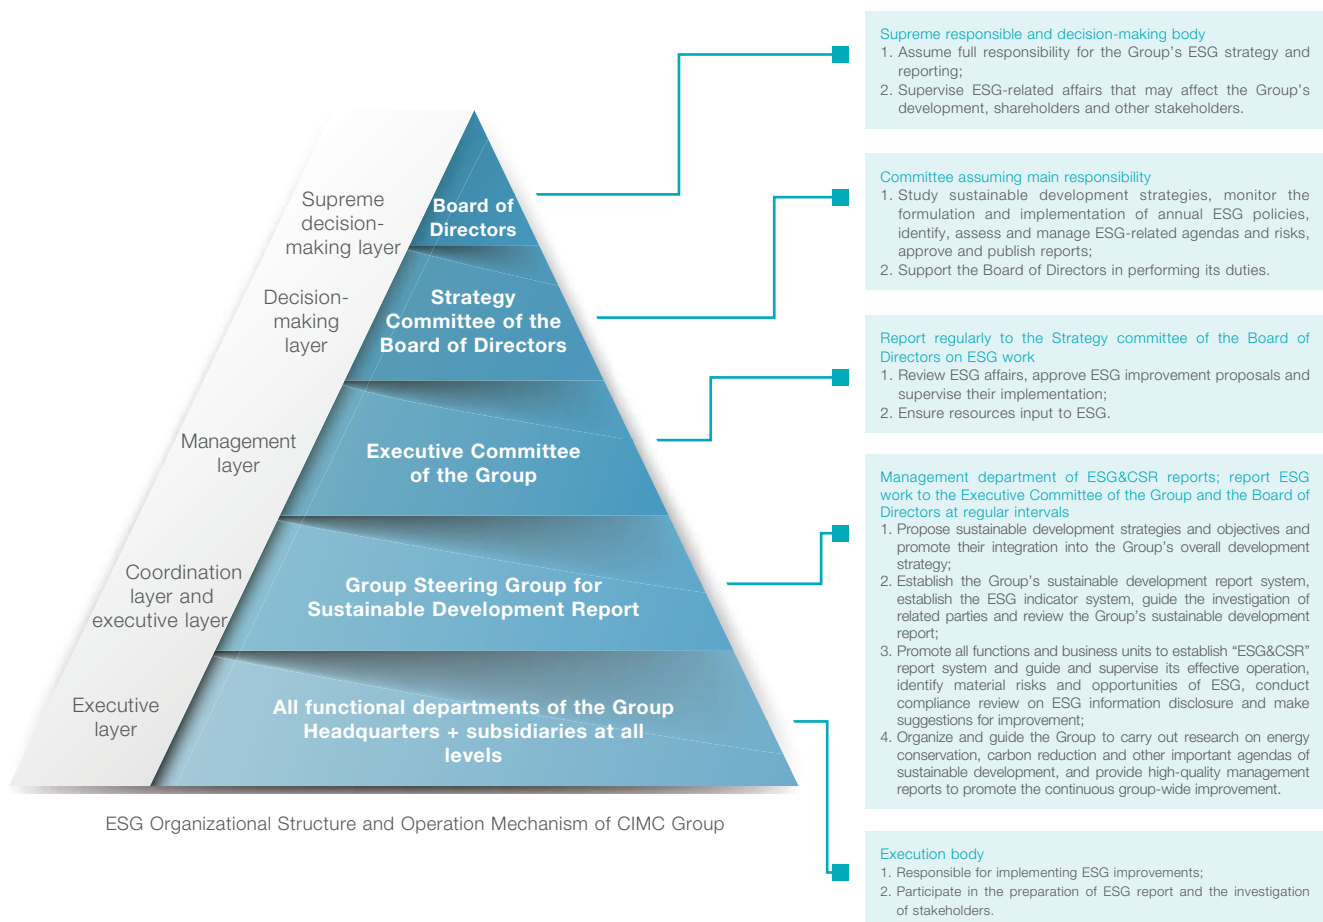 Supreme
decision-
making layer
Board of
Directors
Supreme responsible and decision-making body
1. Assume full responsibility for the Group's ESG strategy and
reporting;
2. Supervise ESG-related affairs that may affect the Group's
development, shareholders and other stakeholders.
Decision-
making
layer
Strategy
Committee of the
Board of Directors
Committee assuming main responsibility
1. Study sustainable development strategies, monitor the
formulation and implementation of annual ESG policies,
identify, assess and manage ESG-related agendas and risks,
approve and publish reports;
2. Support the Board of Directors in performing its duties.
Management
layer
Executive Committee
of the Group
Report regularly to the Strategy committee of the Board of
Directors on ESG work
1. Review ESG affairs, approve ESG improvement proposals and
supervise their implementation;
2. Ensure resources input to ESG.
Coordination
layer and
executive layer
Group Steering Group for
Sustainable Development Report
Management department of ESG&CSR reports; report ESG
work to the Executive Committee of the Group and the Board of
Directors at regular intervals
1. Propose sustainable development strategies and objectives and
promote their integration into the Group's overall development
strategy;
2. Establish the Group's sustainable development report system,
establish the ESG indicator system, guide the investigation of
related parties and review the Group's sustainable development
report;
3. Promote all functions and business units to establish "ESG&CSR"
report system and guide and supervise its effective operation,
identify material risks and opportunities of ESG, conduct
compliance review on ESG information disclosure and make
suggestions for improvement;
4. Organize and guide the Group to carry out research on energy
conservation, carbon reduction and other important agendas of
sustainable development, and provide high-quality management
reports to promote the continuous group-wide improvement.
Executive
layer
All functional departments of the Group
Headquarters + subsidiaries at all
levels
Execution body
1. Responsible for implementing ESG improvements;
2. Participate in the preparation of ESG report and the investigation
of stakeholders.
ESG Organizational Structure and Operation Mechanism of CIMC Group